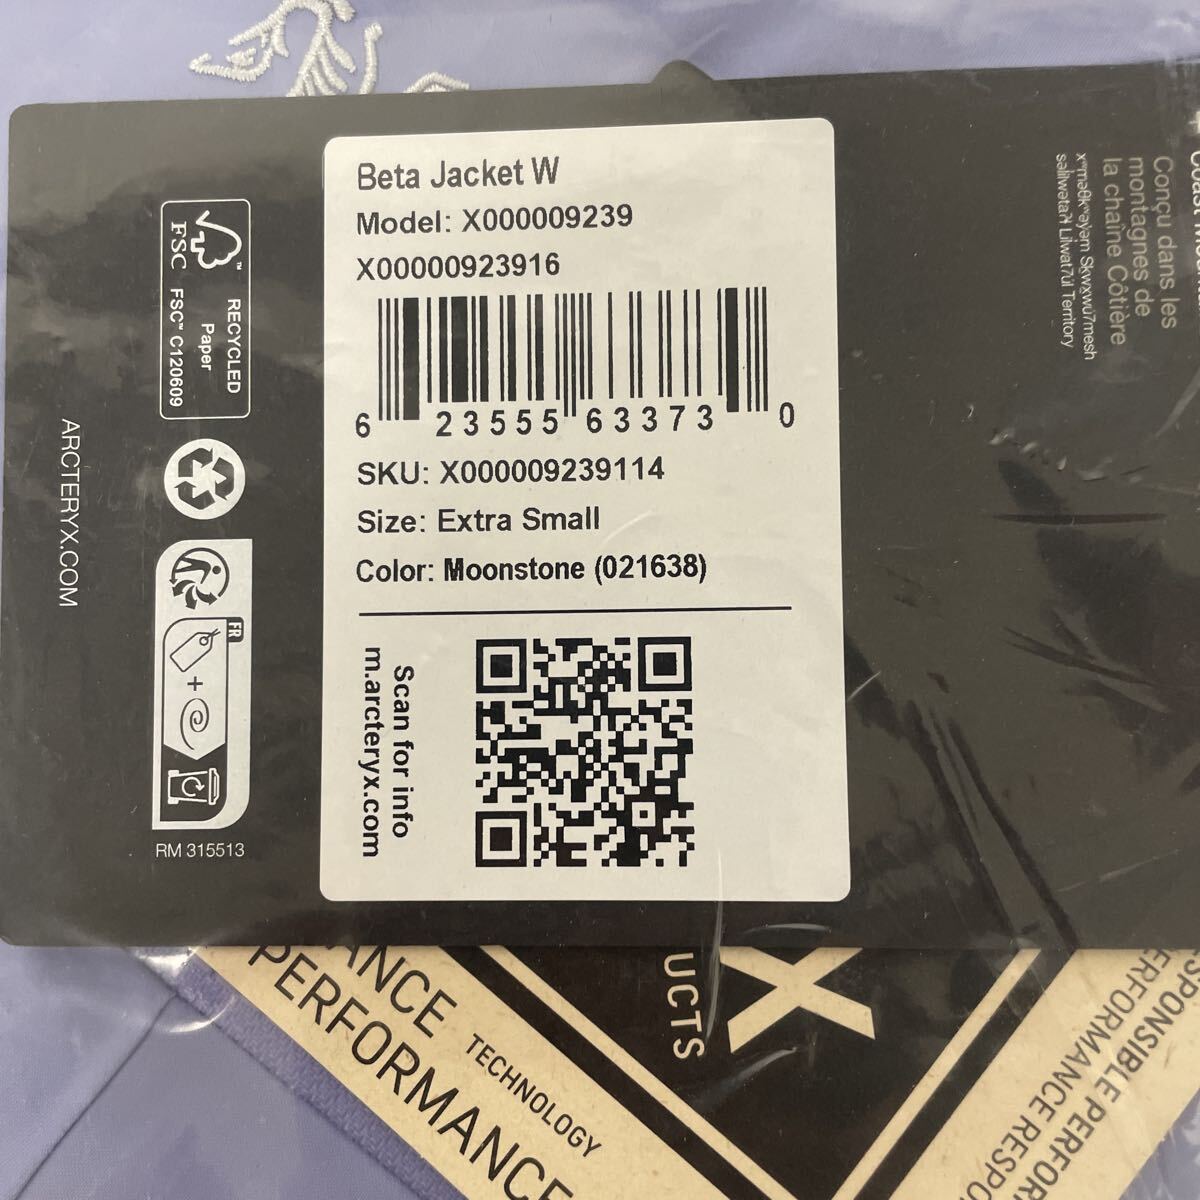 Beta Jacket W
Model: X000009239
X00000923916
6 23555 63373 0
SKU: X000009239114
Size: Extra Small
Color: Moonstone (021638)
Scan for info
m.arcteryx.com
FSC
RECYCLED
Paper
FSC™ C120609
FR
RM 315513
ARCTERYX.COM
Conçu dans les
montagnes de
la chaîne Côtière
Territory
PERFORMANCE
TECHNOLOGY
UCTS